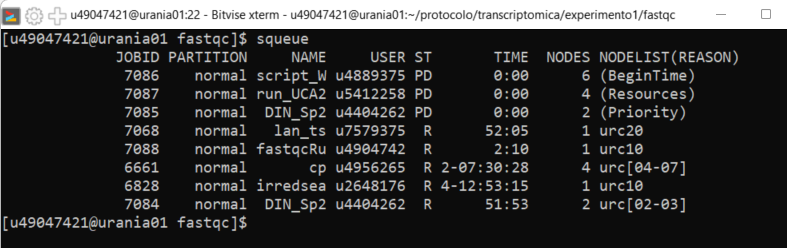 u49047421@urania01:22 - Bitvise xterm - u49047421@urania01:~/protocolo/transcriptomica/experimento1/fastqc
[u49047421@urania01 fastqc]$ squeue
JOBID PARTITION NAME USER ST TIME NODES NODELIST(REASON)
7086 normal script_W u4889375 PD 0:00 6 (BeginTime)
7087 normal run_UCA2 u5412258 PD 0:00 4 (Resources)
7085 normal DIN_Sp2 u4404262 PD 0:00 2 (Priority)
7068 normal lan_ts u7579375 R 52:05 1 urc20
7088 normal fastqcRu u4904742 R 2:10 1 urc10
6661 normal cp u4956265 R 2-07:30:28 4 urc[04-07]
6828 normal irredsea u2648176 R 4-12:53:15 1 urc10
7084 normal DIN_Sp2 u4404262 R 51:53 2 urc[02-03]
[u49047421@urania01 fastqc]$